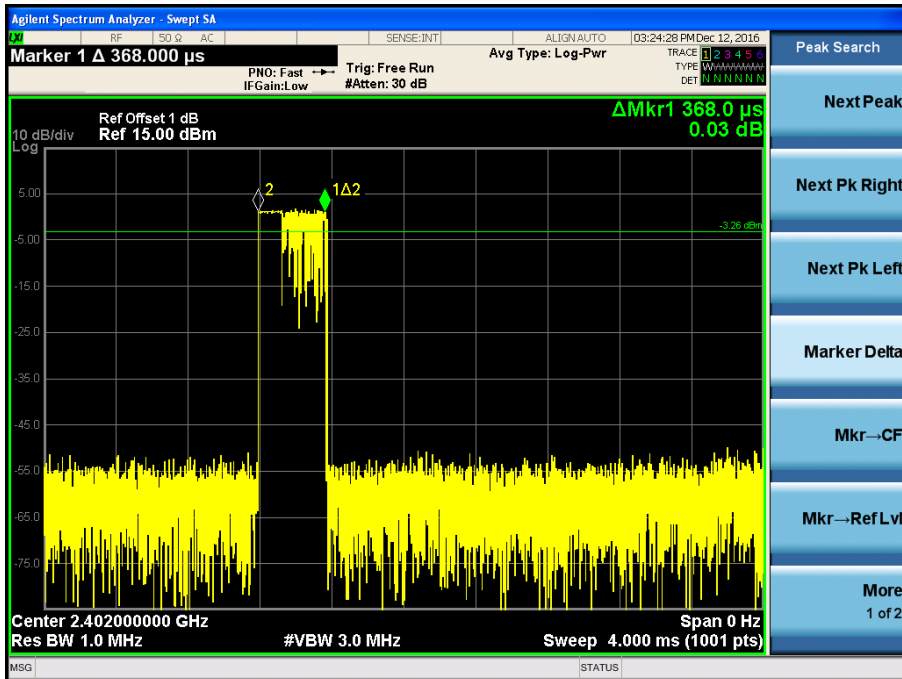 Agilent Spectrum Analyzer - Swept SA
LXI RF 50 Ω AC SENSE:INT ALIGNAUTO 03:24:28 PM Dec 12, 2016
Marker 1 Δ 368.000 µs
PNO: Fast
IFGain:Low
Trig: Free Run
#Atten: 30 dB
Avg Type: Log-Pwr
TRACE 1 2 3 4 5 6
TYPE
DET N N N N N N
Peak Search
Next Peak
Next Pk Right
Next Pk Left
Marker Delta
Mkr→CF
Mkr→Ref Lvl
More
1 of 2
ΔMkr1 368.0 µs
0.03 dB
Ref Offset 1 dB
10 dB/div Ref 15.00 dBm
Log
2 1Δ2
5.00
-3.26 dBm
-5.00
-15.0
-25.0
-35.0
-45.0
-55.0
-65.0
-75.0
Center 2.402000000 GHz Span 0 Hz
Res BW 1.0 MHz #VBW 3.0 MHz Sweep 4.000 ms (1001 pts)
MSG STATUS